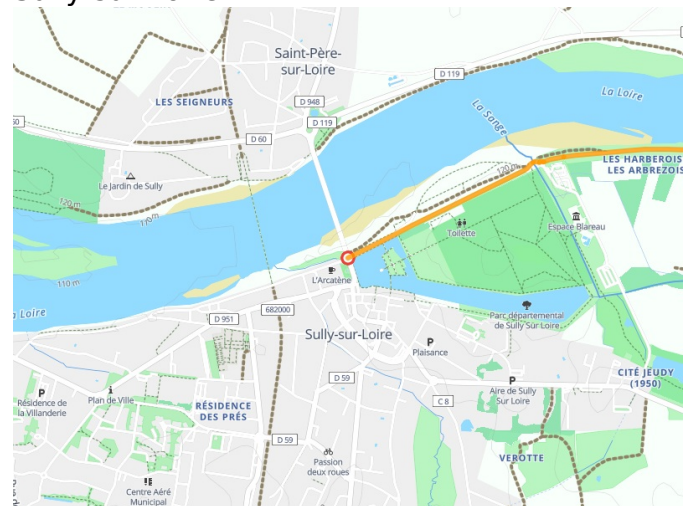 Saint-Père-
sur-Loire
D 119
La Loire
LES SEIGNEURS
D 948
La Sange
D 119
D 60
120 m
LES HARBEROIS
LES ARBREZOIS
Le Jardin de Sully
120 m
110 m
Toilette
Espace Blareau
110 m
L'Arcatène
La Loire
682000
Parc départemental
de Sully Sur Loire
D 951
Sully-sur-Loire
Plaisance
CITÉ JEUDY
(1950)
D 59
Aire de Sully
Sur Loire
P
P
P
Résidence de
la Villanderie
Plan de Ville
RÉSIDENCE
DES PRÉS
C 8
D 59
VEROTTE
Passion
deux roues
Centre Aéré
Municipal